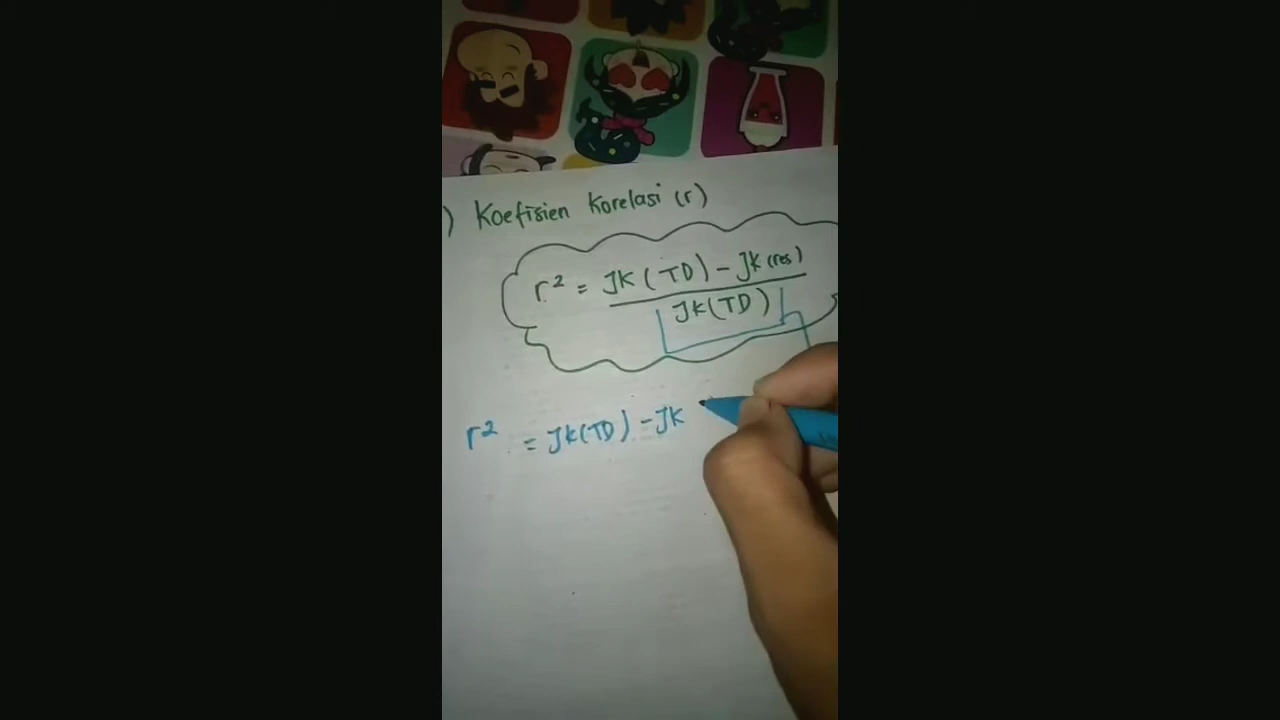 ) Koefisien Korelasi (r)
r² = JK (TD) - JK (res)
JK (TD)
r² = JK(TD) - JK